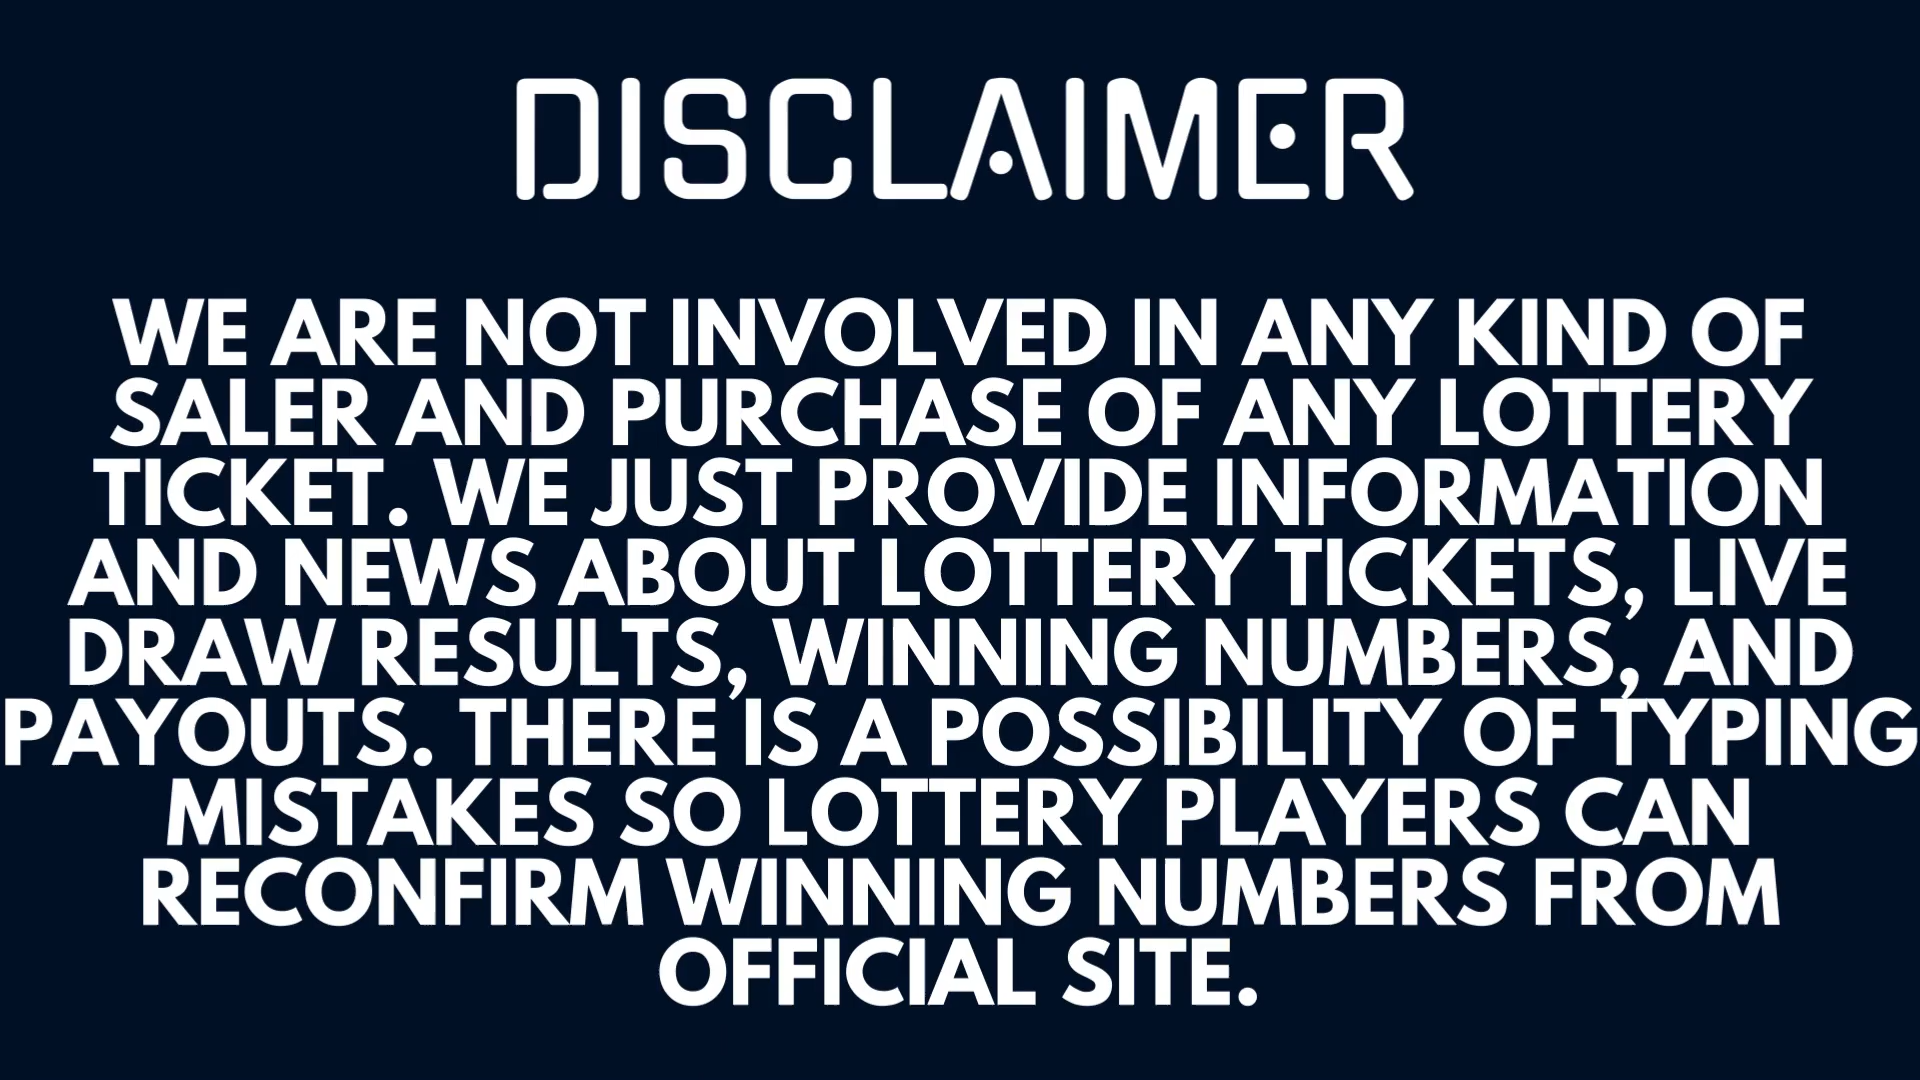 DISCLAIMER
WE ARE NOT INVOLVED IN ANY KIND OF
SALER AND PURCHASE OF ANY LOTTERY
TICKET. WE JUST PROVIDE INFORMATION
AND NEWS ABOUT LOTTERY TICKETS, LIVE
DRAW RESULTS, WINNING NUMBERS, AND
PAYOUTS. THERE IS A POSSIBILITY OF TYPING
MISTAKES SO LOTTERY PLAYERS CAN
RECONFIRM WINNING NUMBERS FROM
OFFICIAL SITE.